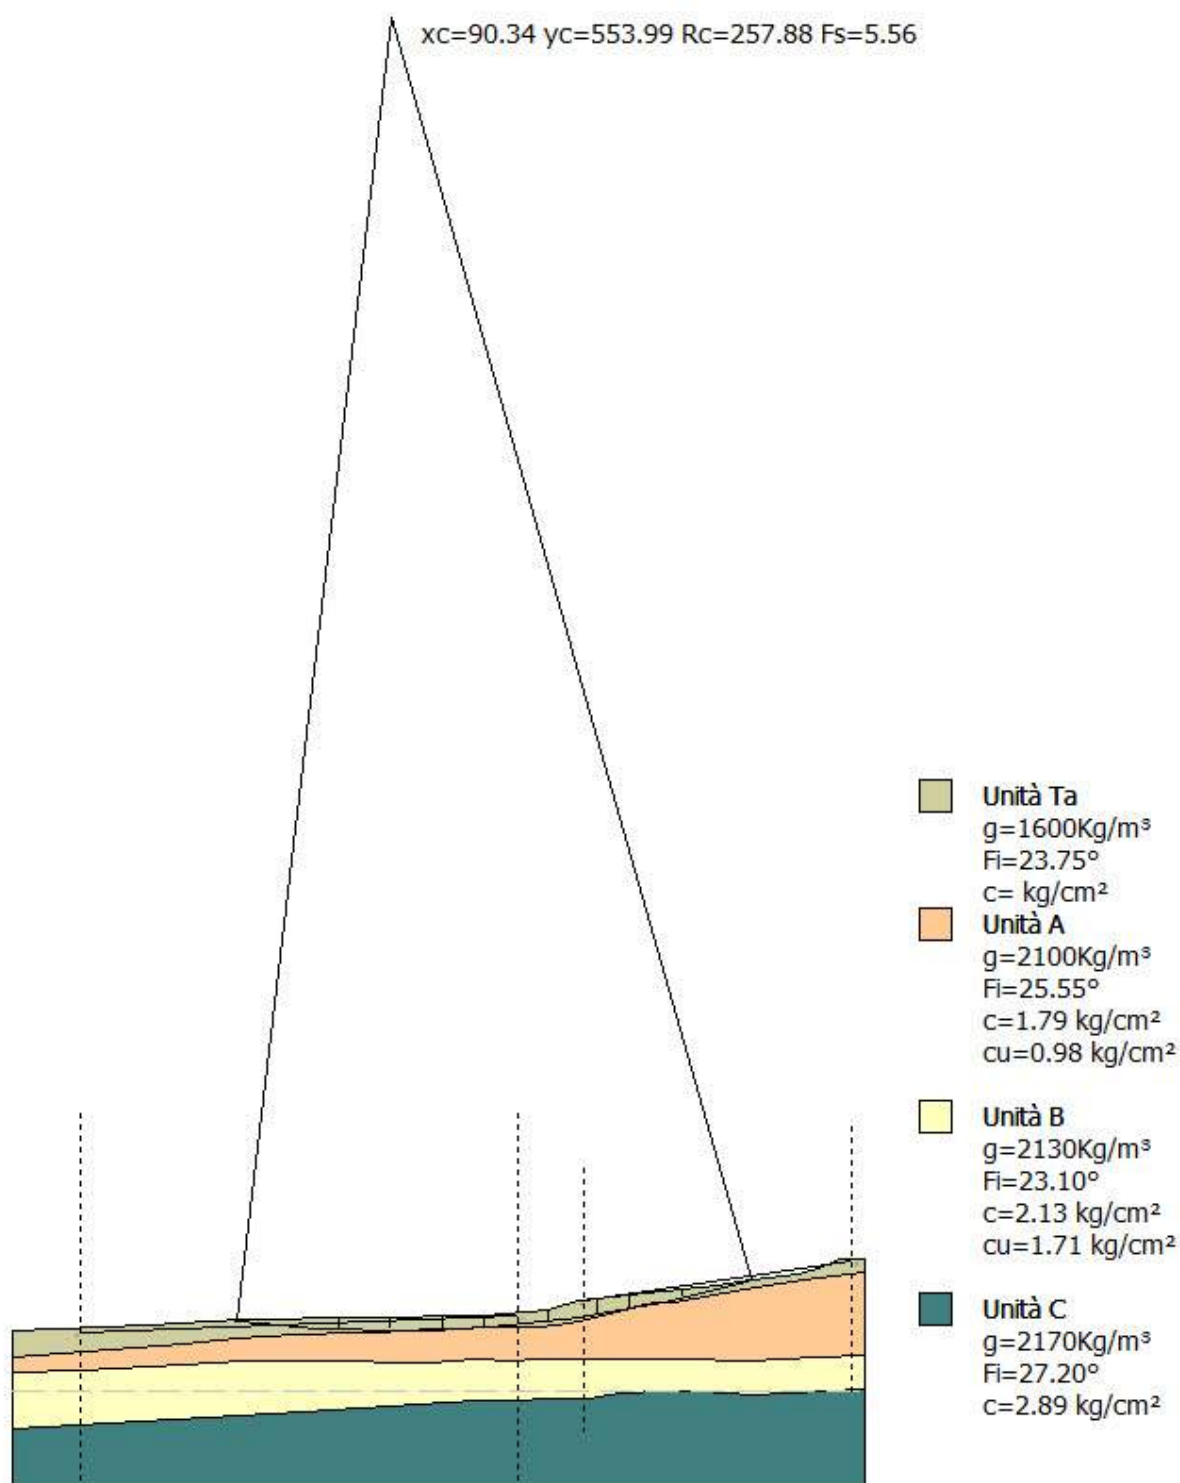 xc=90.34 yc=553.99 Rc=257.88 Fs=5.56
Unità Ta
g=1600Kg/m³
Fi=23.75°
c= kg/cm²
Unità A
g=2100Kg/m³
Fi=25.55°
c=1.79 kg/cm²
cu=0.98 kg/cm²
Unità B
g=2130Kg/m³
Fi=23.10°
c=2.13 kg/cm²
cu=1.71 kg/cm²
Unità C
g=2170Kg/m³
Fi=27.20°
c=2.89 kg/cm²